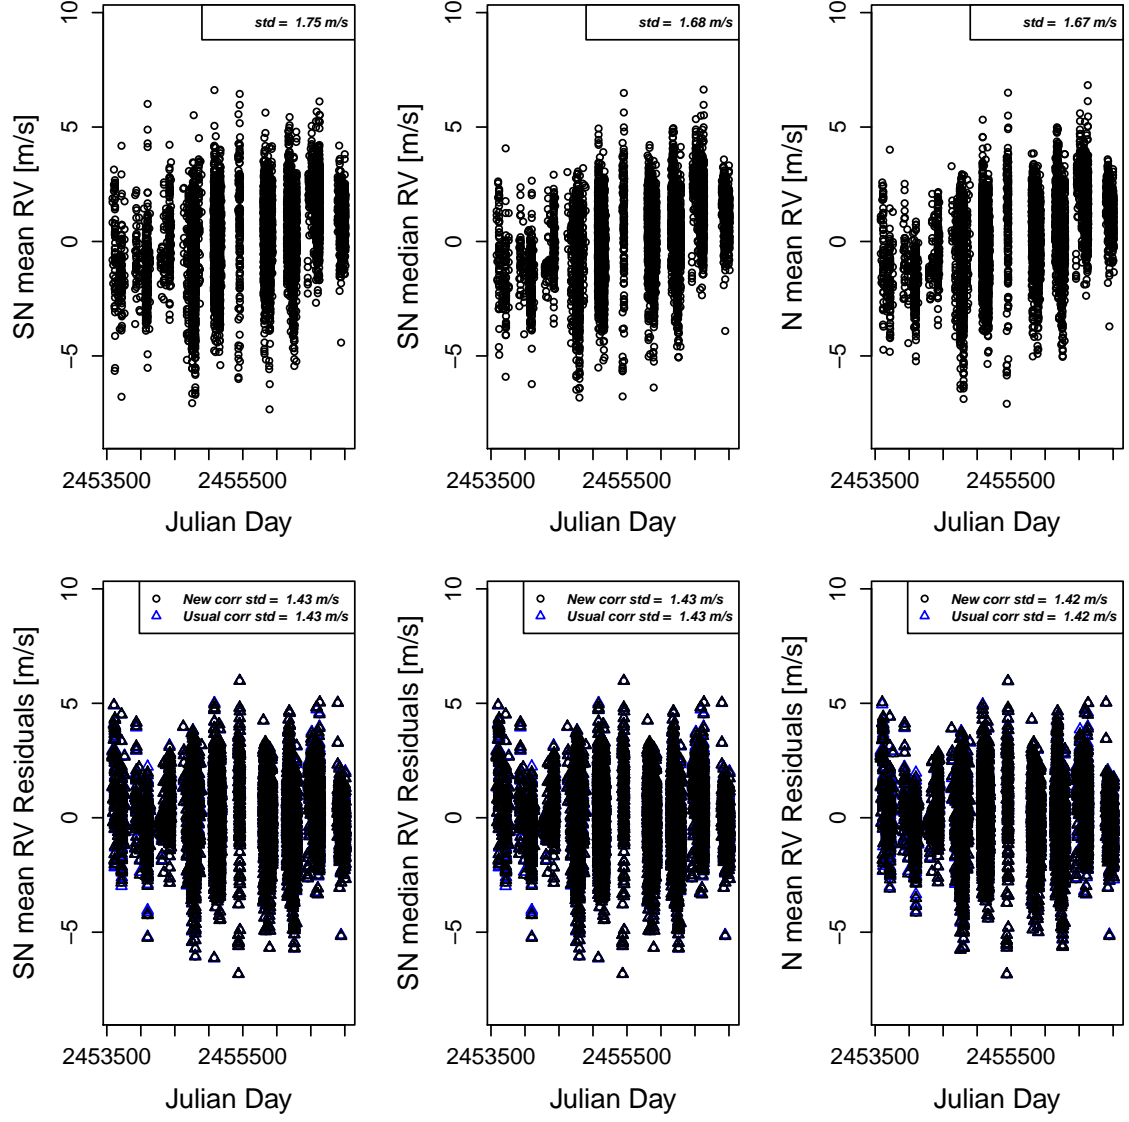 std = 1.75 m/s
SN mean RV [m/s]
10
5
0
−5
2453500
2455500
Julian Day
std = 1.68 m/s
SN median RV [m/s]
10
5
0
−5
2453500
2455500
Julian Day
std = 1.67 m/s
N mean RV [m/s]
10
5
0
−5
2453500
2455500
Julian Day
New corr std = 1.43 m/s
Usual corr std = 1.43 m/s
SN mean RV Residuals [m/s]
10
5
0
−5
2453500
2455500
Julian Day
New corr std = 1.43 m/s
Usual corr std = 1.43 m/s
SN median RV Residuals [m/s]
10
5
0
−5
2453500
2455500
Julian Day
New corr std = 1.42 m/s
Usual corr std = 1.42 m/s
N mean RV Residuals [m/s]
10
5
0
−5
2453500
2455500
Julian Day